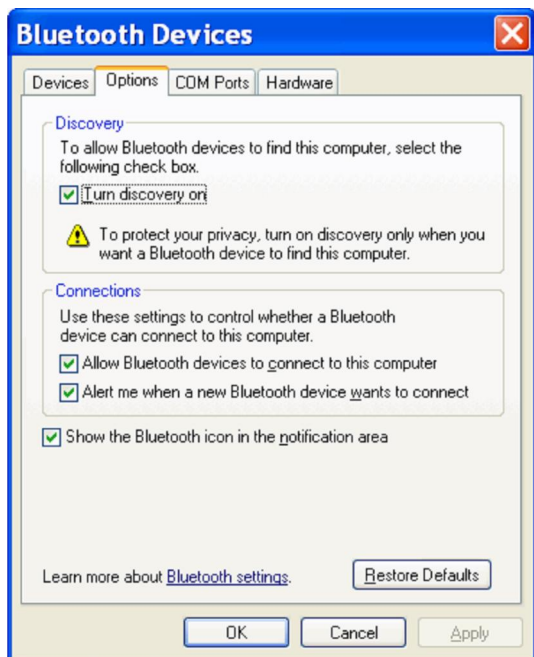 Bluetooth Devices
Devices Options COM Ports Hardware
Discovery
To allow Bluetooth devices to find this computer, select the
following check box.
Turn discovery on
To protect your privacy, turn on discovery only when you
want a Bluetooth device to find this computer.
Connections
Use these settings to control whether a Bluetooth
device can connect to this computer.
Allow Bluetooth devices to connect to this computer
Alert me when a new Bluetooth device wants to connect
Show the Bluetooth icon in the notification area
Learn more about Bluetooth settings. Restore Defaults
OK Cancel Apply